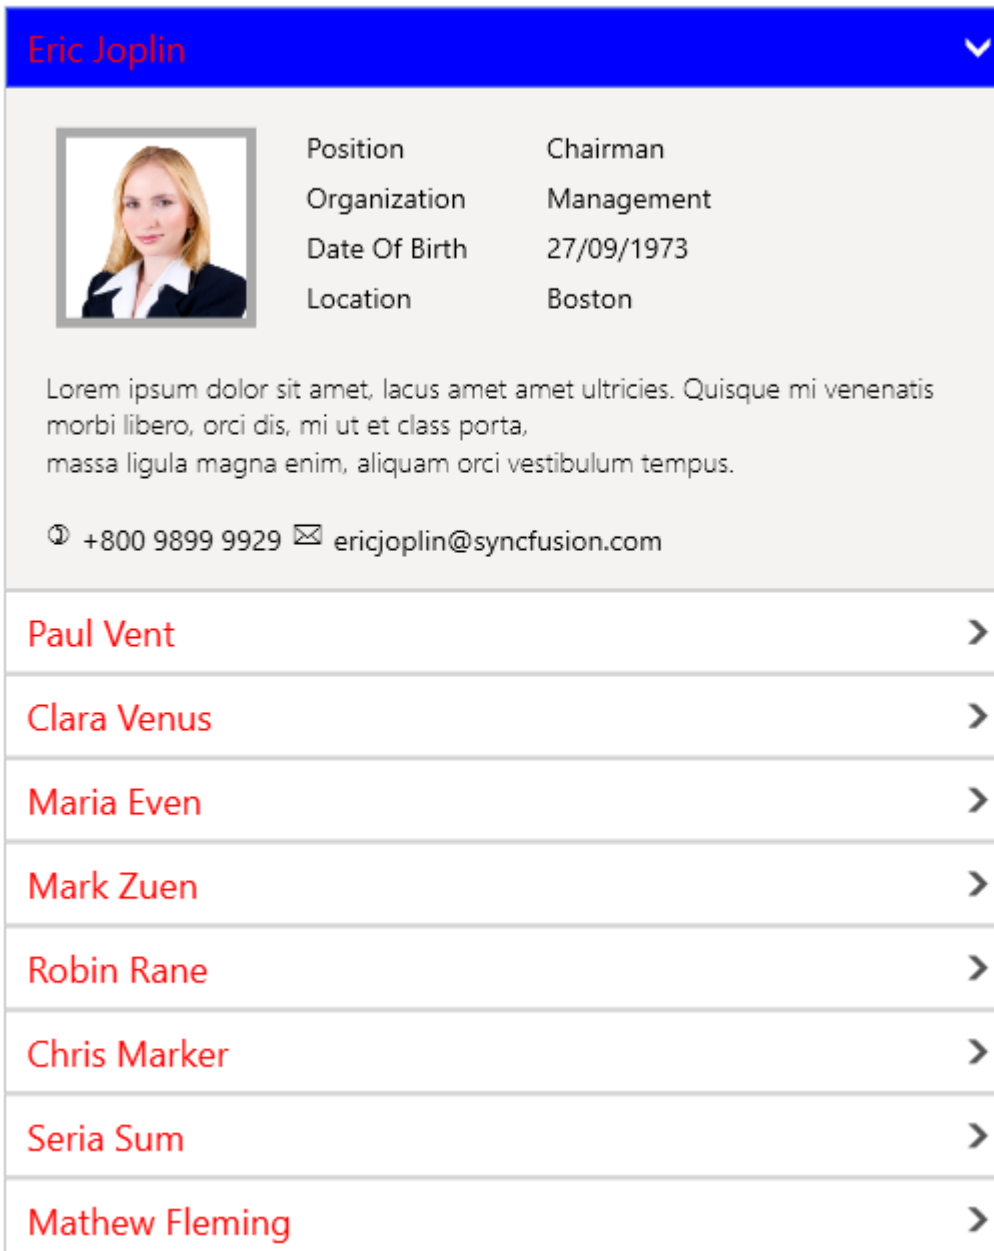 Eric Joplin
Position Chairman
Organization Management
Date Of Birth 27/09/1973
Location Boston
Lorem ipsum dolor sit amet, lacus amet amet ultricies. Quisque mi venenatis
morbi libero, orci dis, mi ut et class porta,
massa ligula magna enim, aliquam orci vestibulum tempus.
+800 9899 9929 ericjoplin@syncfusion.com
Paul Vent
Clara Venus
Maria Even
Mark Zuen
Robin Rane
Chris Marker
Seria Sum
Mathew Fleming